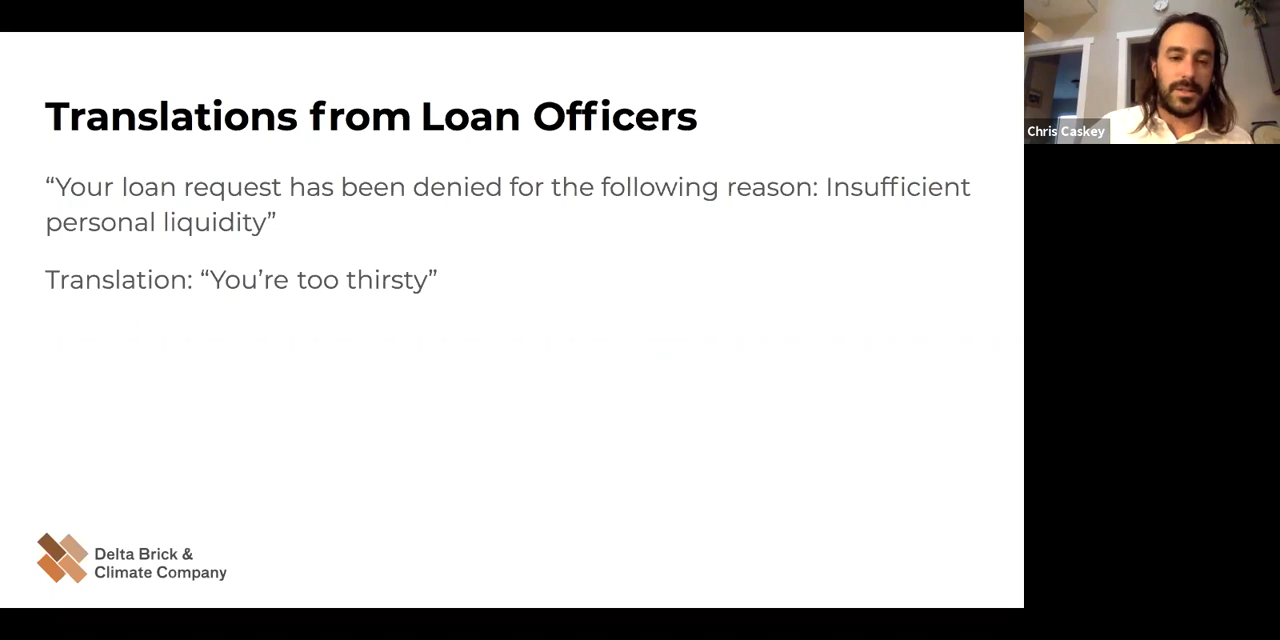 Translations from Loan Officers
“Your loan request has been denied for the following reason: Insufficient
personal liquidity”
Translation: “You’re too thirsty”
Delta Brick &
Climate Company
Chris Caskey